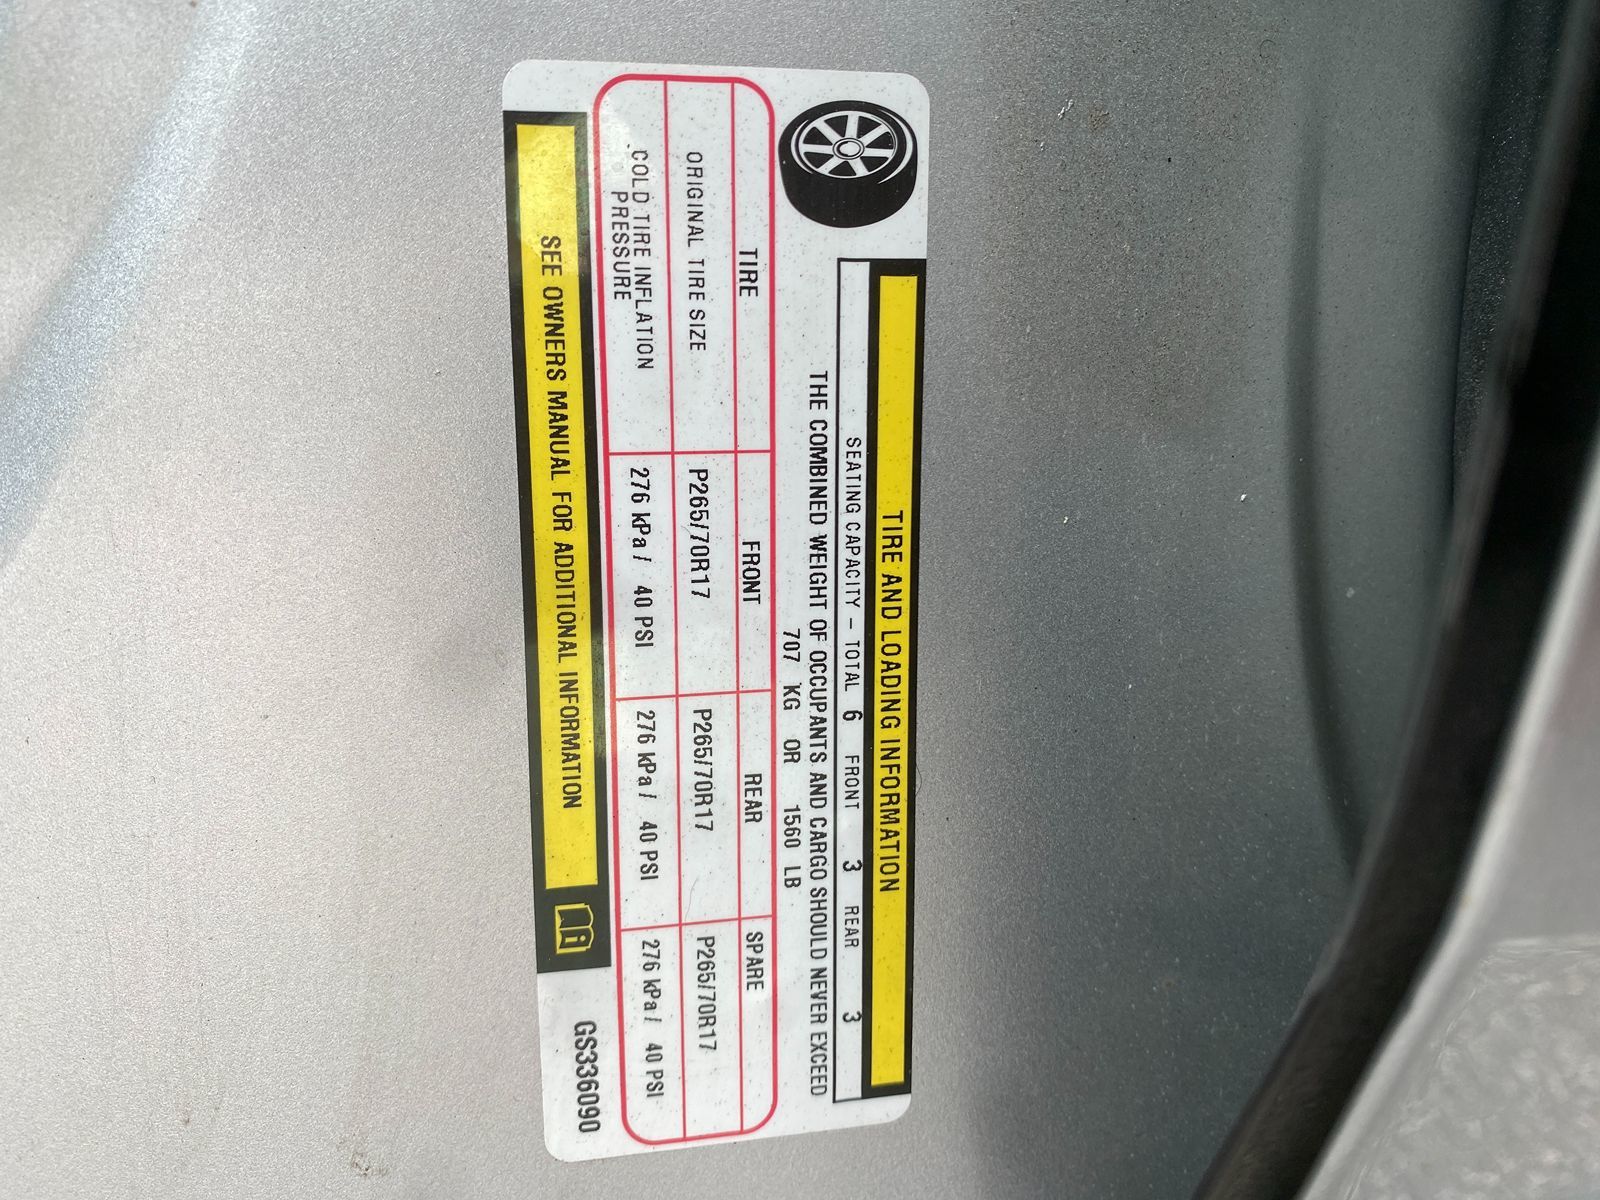 TIRE AND LOADING INFORMATION
SEATING CAPACITY – TOTAL 6 FRONT 3 REAR 3
THE COMBINED WEIGHT OF OCCUPANTS AND CARGO SHOULD NEVER EXCEED
707 KG OR 1560 LB
TIRE FRONT REAR SPARE
ORIGINAL TIRE SIZE P265/70R17 P265/70R17 P265/70R17
COLD TIRE INFLATION
PRESSURE 276 kPa / 40 PSI 276 kPa / 40 PSI 276 kPa / 40 PSI
SEE OWNERS MANUAL FOR ADDITIONAL INFORMATION
GS336090